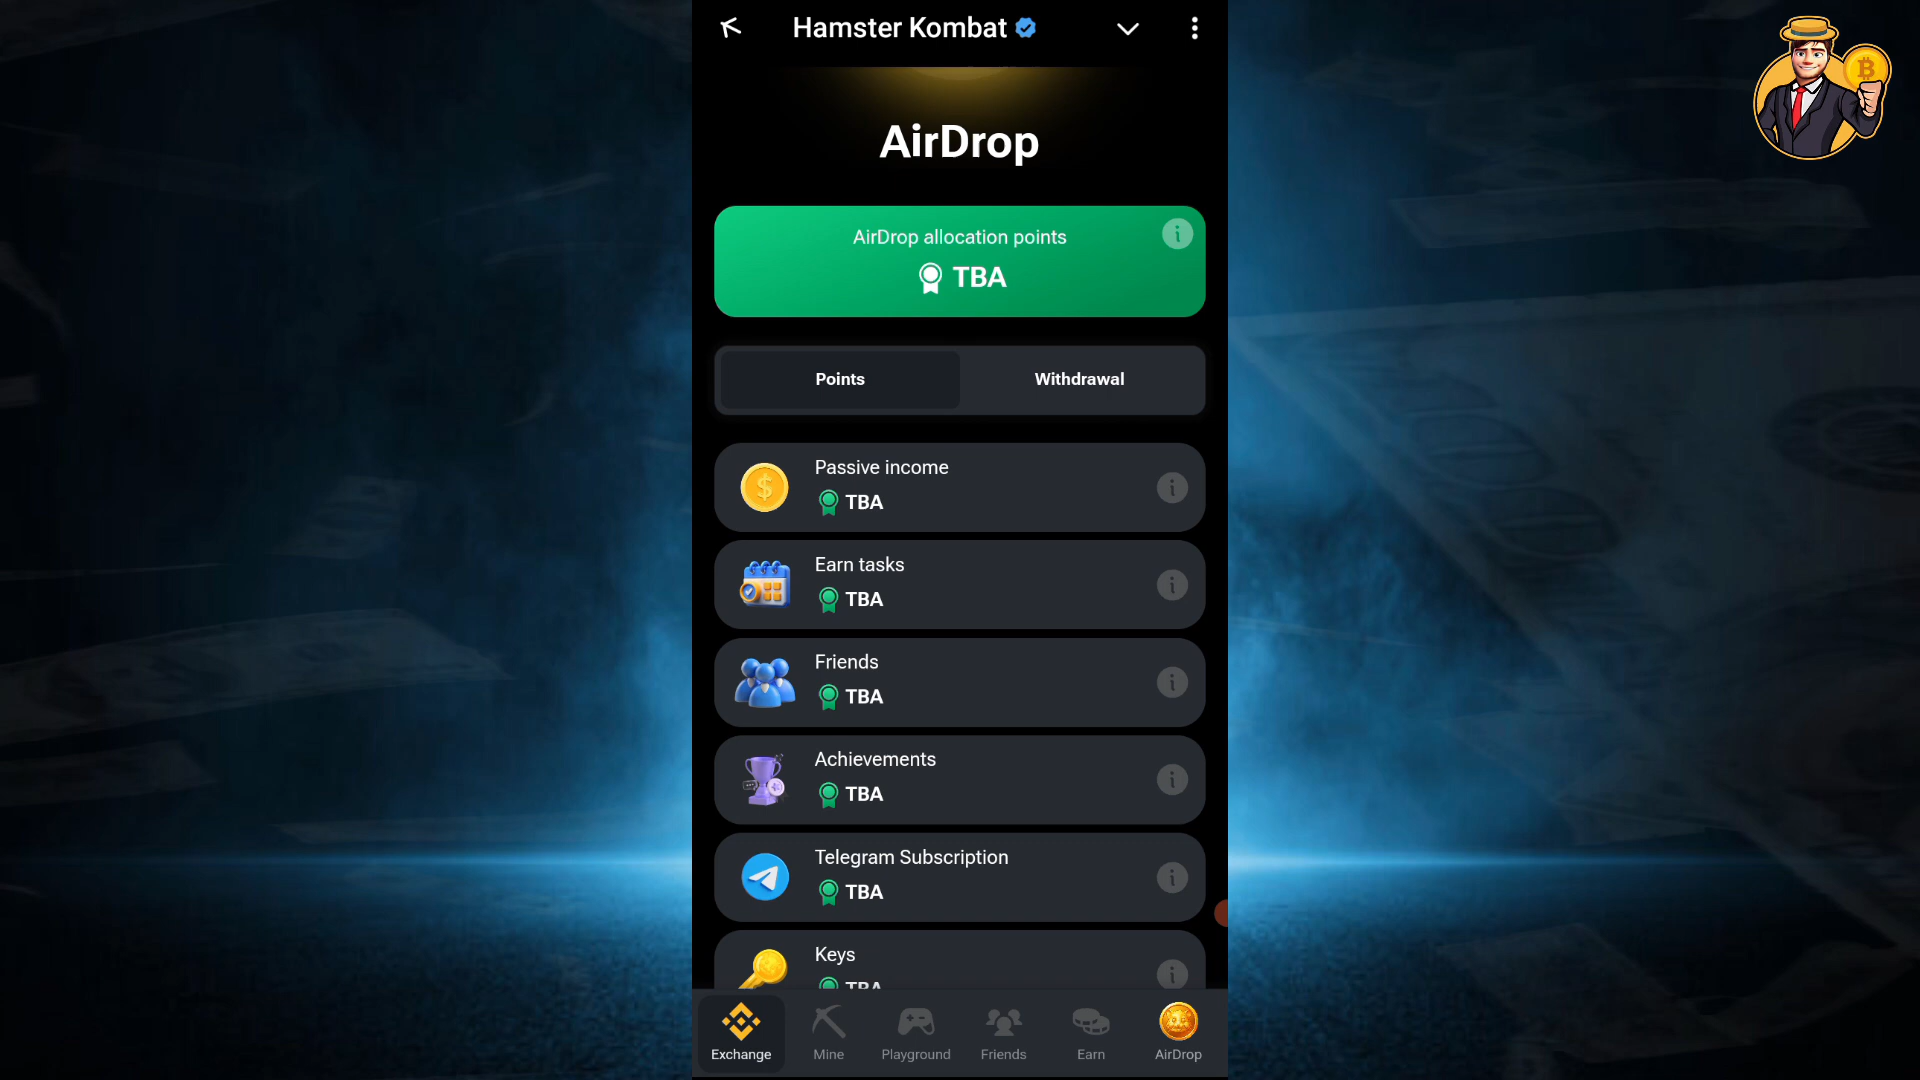 Hamster Kombat
AirDrop
AirDrop allocation points
TBA
Points
Withdrawal
Passive income
TBA
Earn tasks
TBA
Friends
TBA
Achievements
TBA
Telegram Subscription
TBA
Keys
TBA
Exchange
Mine
Playground
Friends
Earn
AirDrop